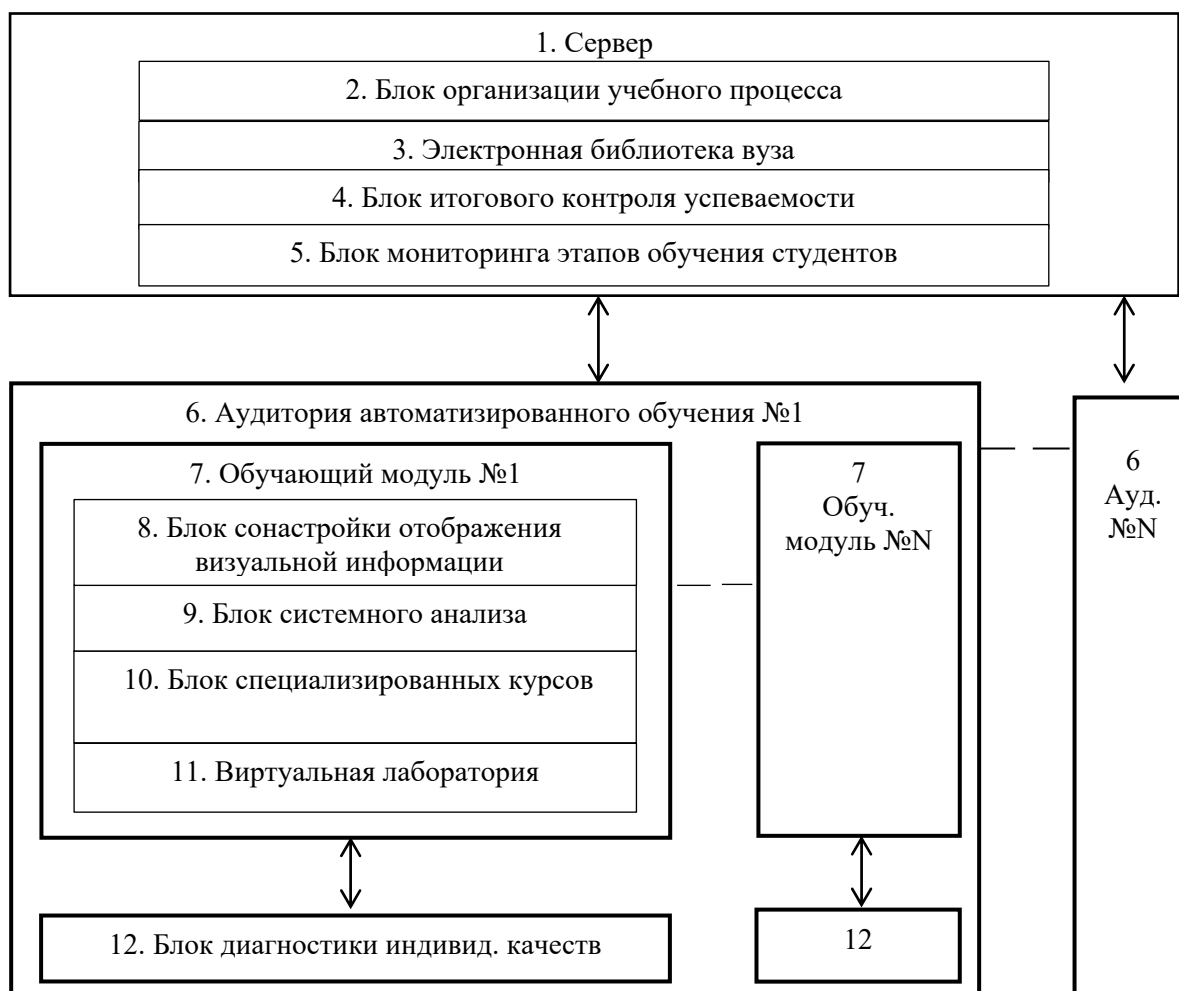 1. Сервер
2. Блок организации учебного процесса
3. Электронная библиотека вуза
4. Блок итогового контроля успеваемости
5. Блок мониторинга этапов обучения студентов
6. Аудитория автоматизированного обучения №1
7. Обучающий модуль №1
8. Блок сонастройки отображения
визуальной информации
9. Блок системного анализа
10. Блок специализированных курсов
11. Виртуальная лаборатория
12. Блок диагностики индивид. качеств
7
Обуч.
модуль №N
12
6
Ауд.
№N